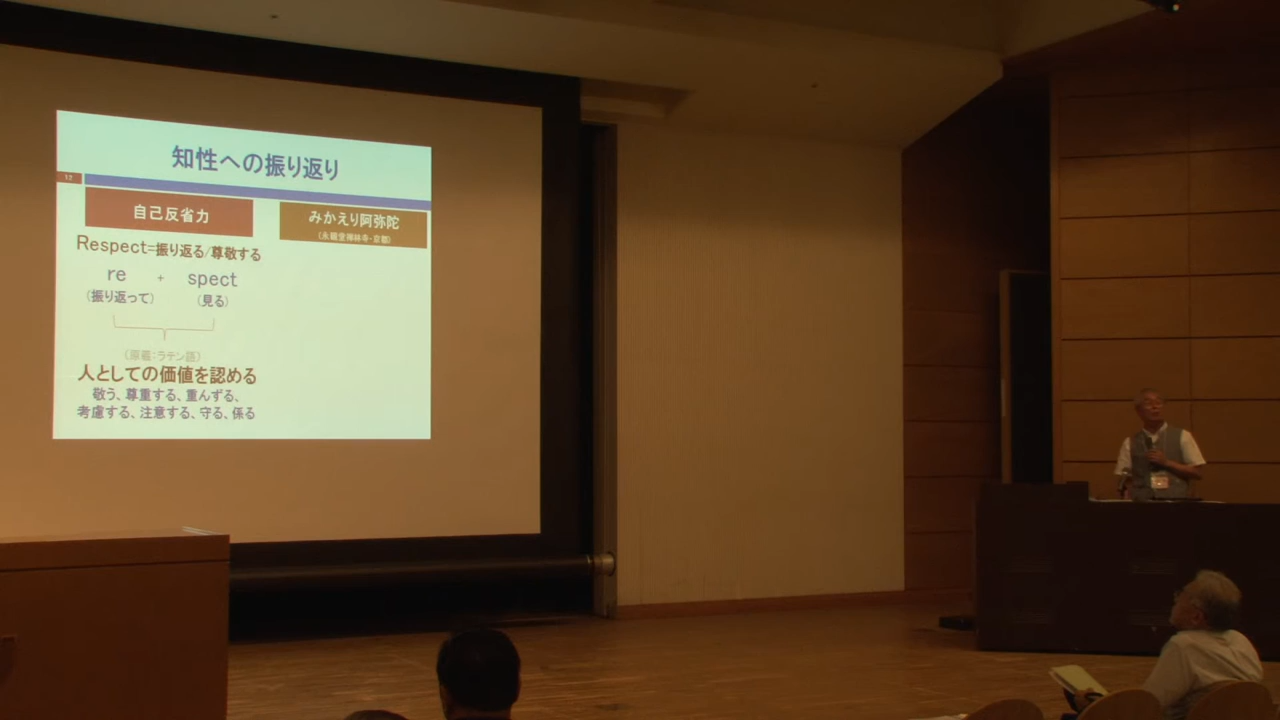 知性への振り返り
自己反省力
Respect=振り返る/尊敬する
re + spect
(振り返って) (見る)
(原義:ラテン語)
人としての価値を認める
敬う、尊重する、重んずる、
考慮する、注意する、守る、係る
みかえり阿弥陀
(永観堂禅林寺・京都)